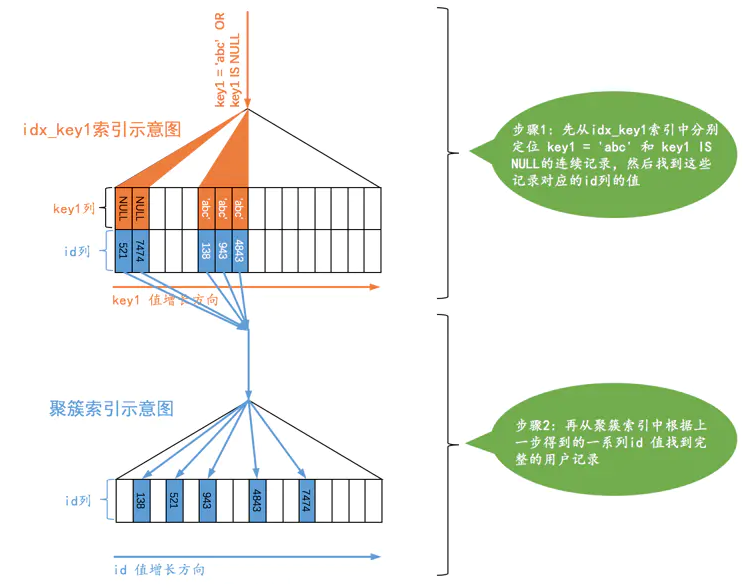 key1 = 'abc' OR
key1 IS NULL
idx_key1索引示意图
key1列
NULL
NULL
'abc'
'abc'
'abc'
id列
521
7474
138
943
4843
key1 值增长方向
步骤1: 先从idx_key1索引中分别
定位 key1 = 'abc' 和 key1 IS
NULL的连续记录, 然后找到这些
记录对应的id列的值
聚簇索引示意图
id列
138
521
943
4843
7474
id 值增长方向
步骤2: 再从聚簇索引中根据上
一步得到的一系列id 值找到完
整的用户记录